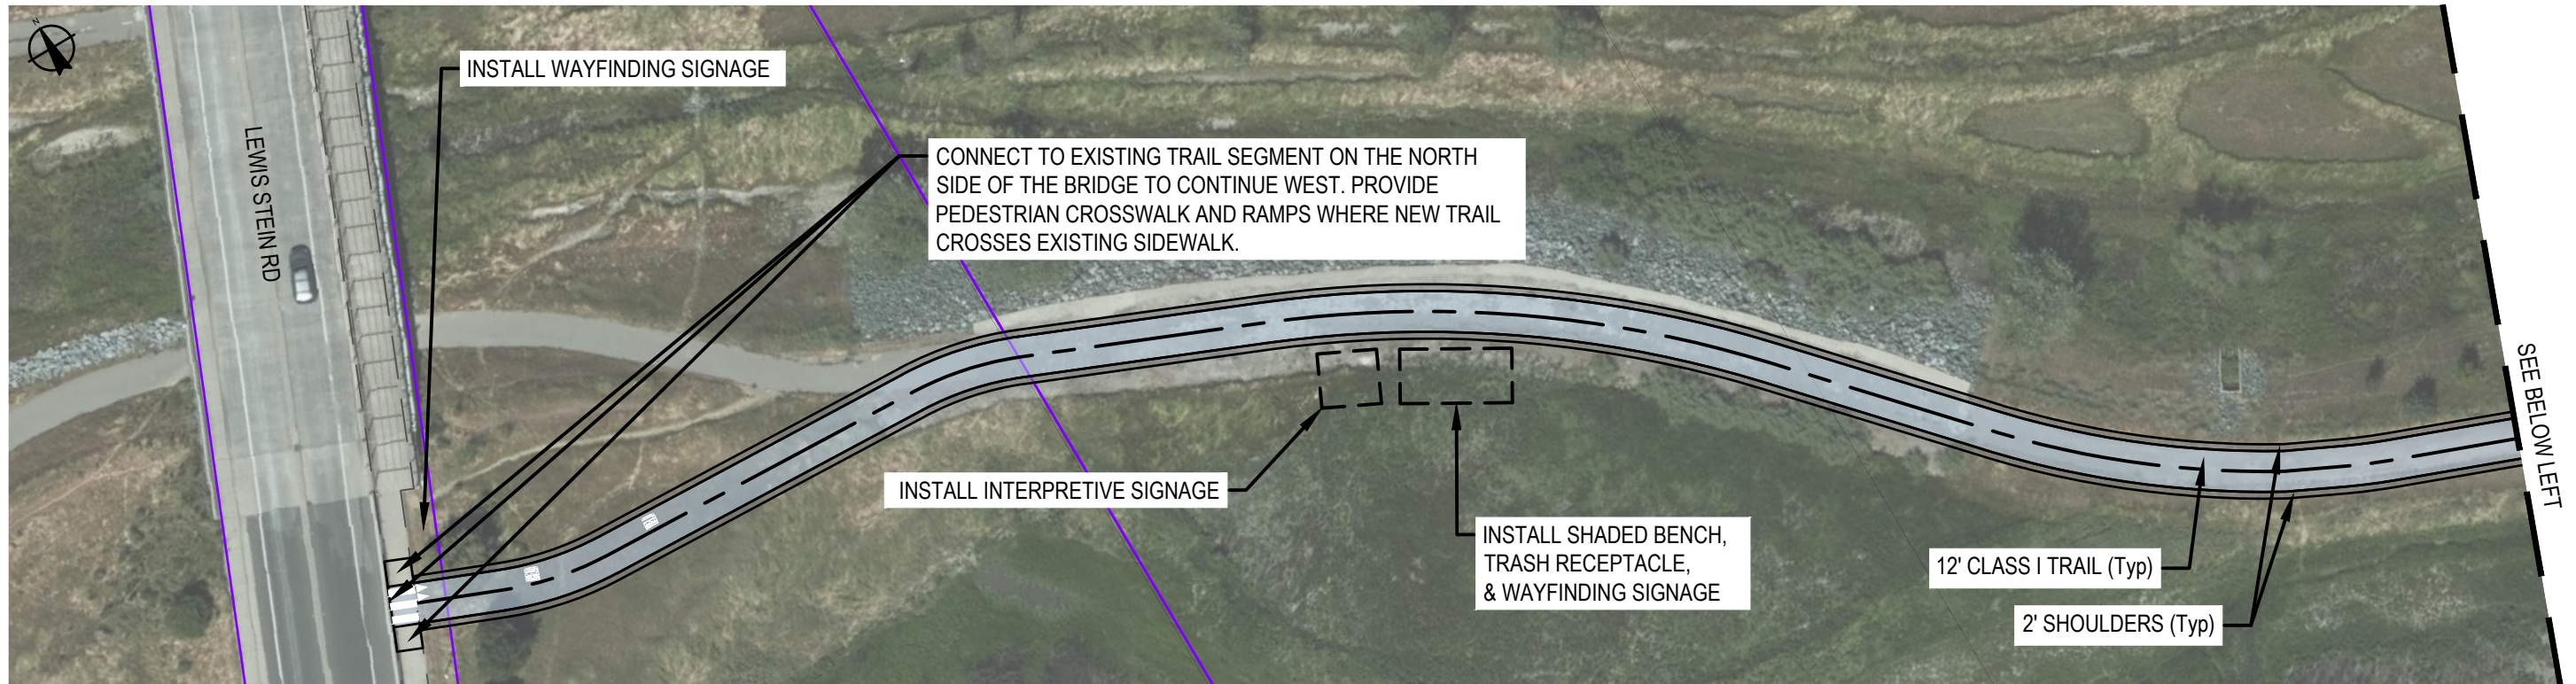 N
INSTALL WAYFINDING SIGNAGE
LEWIS STEIN RD
CONNECT TO EXISTING TRAIL SEGMENT ON THE NORTH
SIDE OF THE BRIDGE TO CONTINUE WEST. PROVIDE
PEDESTRIAN CROSSWALK AND RAMPS WHERE NEW TRAIL
CROSSES EXISTING SIDEWALK.
INSTALL INTERPRETIVE SIGNAGE
INSTALL SHADED BENCH,
TRASH RECEPTACLE,
& WAYFINDING SIGNAGE
12' CLASS I TRAIL (Typ)
2' SHOULDERS (Typ)
SEE BELOW LEFT